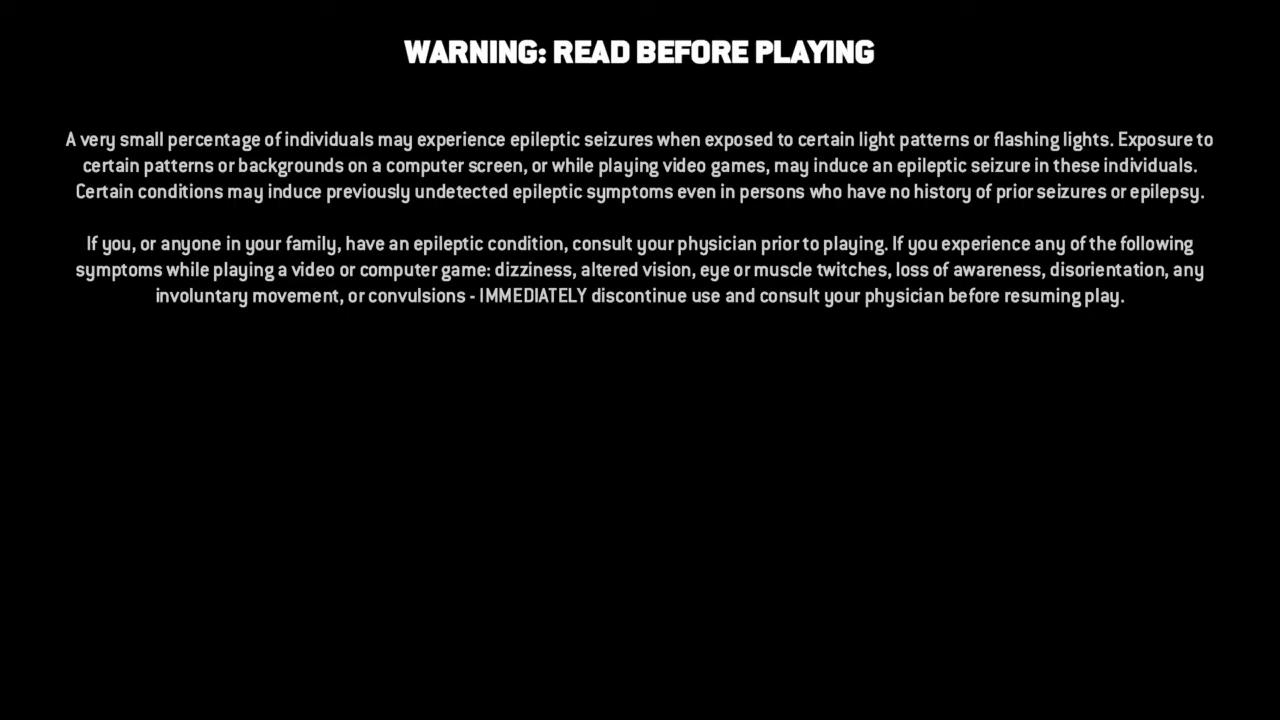 WARNING: READ BEFORE PLAYING
A very small percentage of individuals may experience epileptic seizures when exposed to certain light patterns or flashing lights. Exposure to
certain patterns or backgrounds on a computer screen, or while playing video games, may induce an epileptic seizure in these individuals.
Certain conditions may induce previously undetected epileptic symptoms even in persons who have no history of prior seizures or epilepsy.
If you, or anyone in your family, have an epileptic condition, consult your physician prior to playing. If you experience any of the following
symptoms while playing a video or computer game: dizziness, altered vision, eye or muscle twitches, loss of awareness, disorientation, any
involuntary movement, or convulsions - IMMEDIATELY discontinue use and consult your physician before resuming play.